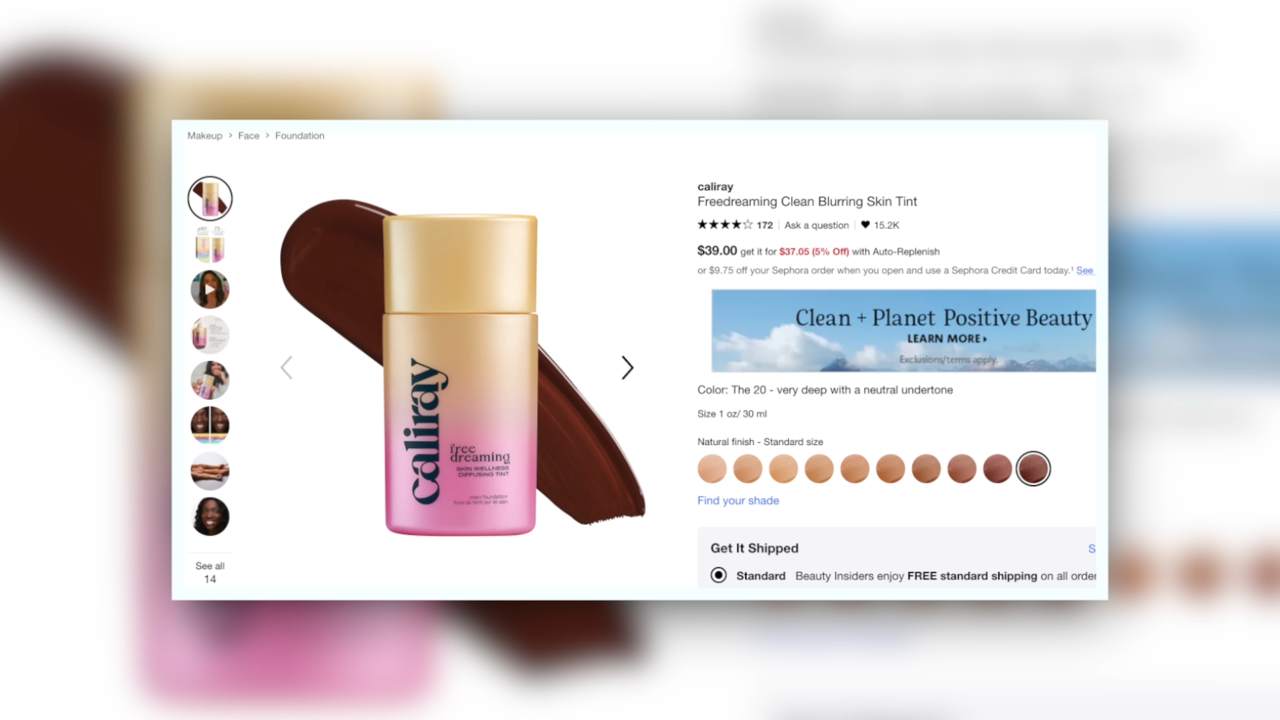 Makeup > Face > Foundation
caliray
Freedreaming Clean Blurring Skin Tint
★★★★☆ 172 | Ask a question | ♥ 15.2K
$39.00 get it for $37.05 (5% Off) with Auto-Replenish
or $9.75 off your Sephora order when you open and use a Sephora Credit Card today.¹ See
Clean + Planet Positive Beauty
LEARN MORE ▸
Exclusions/terms apply.
Color: The 20 - very deep with a neutral undertone
Size 1 oz/ 30 ml
Natural finish - Standard size
Find your shade
Get It Shipped
S
Standard Beauty Insiders enjoy FREE standard shipping on all order
caliray
free
dreaming
SKIN WELLNESS
DIFFUSING TINT
clean foundation
See all
14